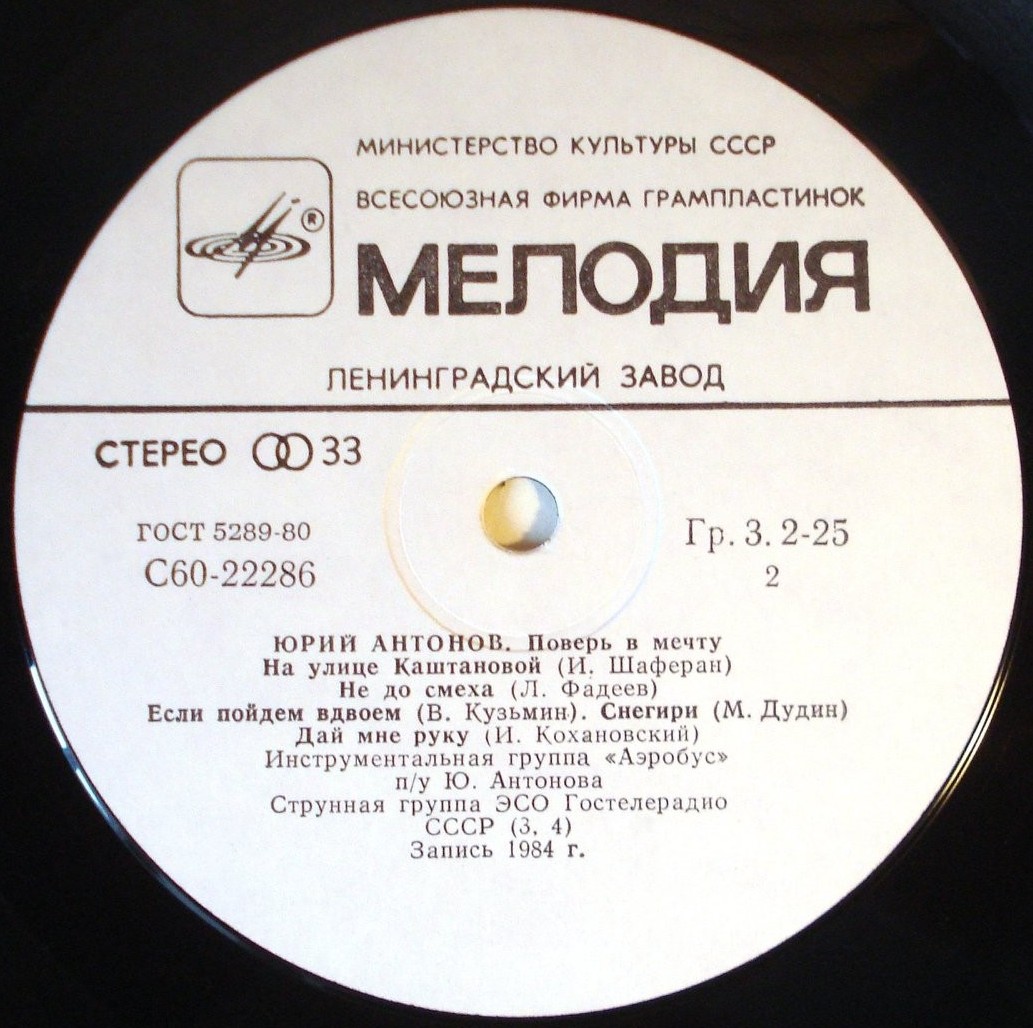 МИНИСТЕРСТВО КУЛЬТУРЫ СССР
ВСЕСОЮЗНАЯ ФИРМА ГРАМПЛАСТИНОК
®
МЕЛОДИЯ
ЛЕНИНГРАДСКИЙ ЗАВОД
СТЕРЕО 33
ГОСТ 5289-80
С60-22286
Гр. 3. 2-25
2
ЮРИЙ АНТОНОВ. Поверь в мечту
На улице Каштановой (И. Шаферан)
Не до смеха (Л. Фадеев)
Если пойдем вдвоем (В. Кузьмин). Снегири (М. Дудин)
Дай мне руку (И. Кохановский)
Инструментальная группа «Аэробус»
п/у Ю. Антонова
Струнная группа ЭСО Гостелерадио
СССР (3, 4)
Запись 1984 г.